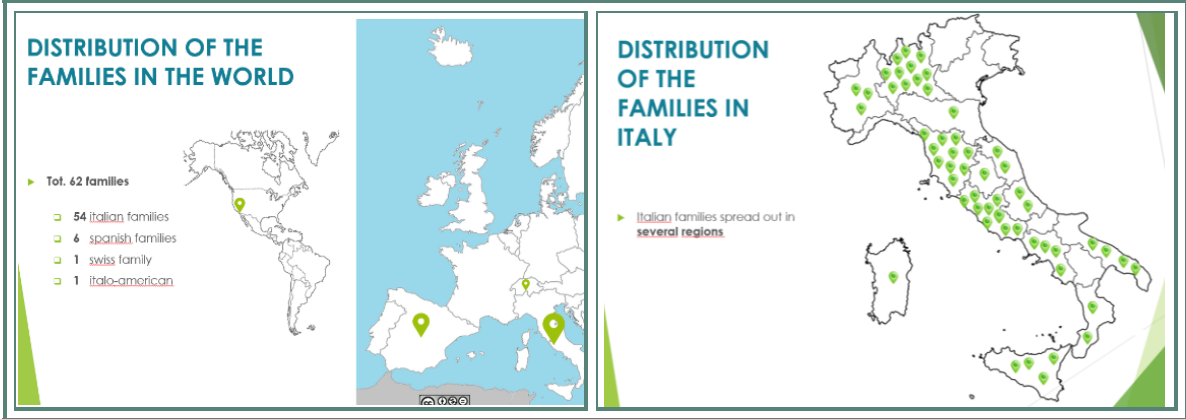 DISTRIBUTION OF THE
FAMILIES IN THE WORLD
Tot. 62 families
54 italian families
6 spanish families
1 swiss family
1 italo-american
DISTRIBUTION
OF THE
FAMILIES IN
ITALY
Italian families spread out in
several regions